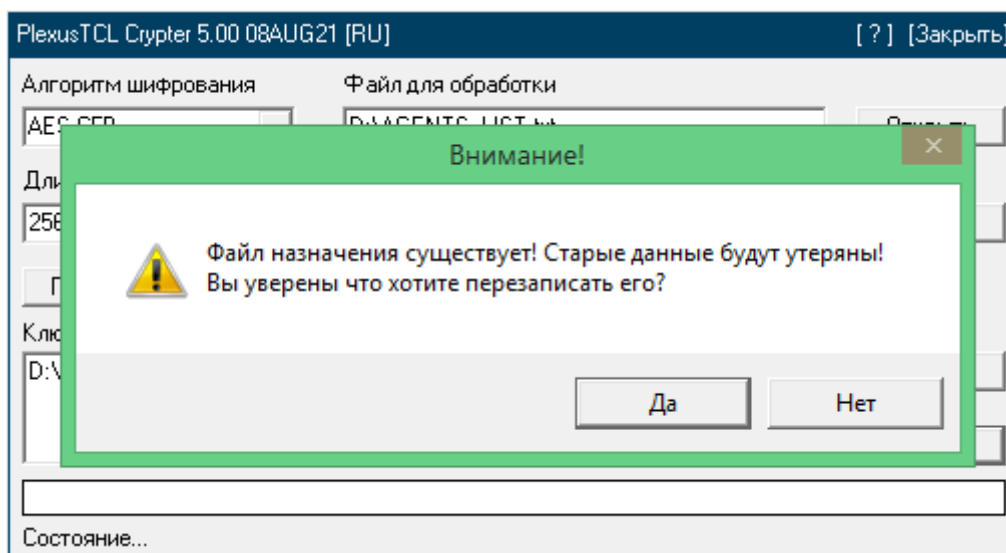 PlexusTCL Crypter 5.00 08AUG21 [RU] [ ? ] [Закрыть]
Алгоритм шифрования Файл для обработки
Внимание!
256
Файл назначения существует! Старые данные будут утеряны!
Вы уверены что хотите перезаписать его?
D:\
Да Нет
Состояние...